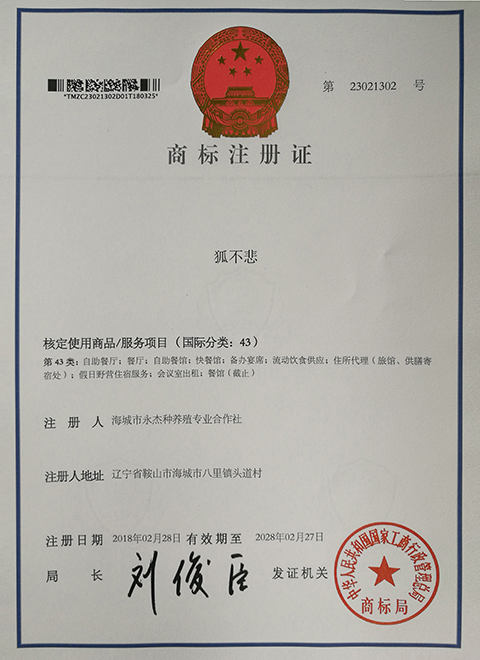 *TMZC23021302D01T180325*
第 23021302 号
商标注册证
狐不悲
核定使用商品/服务项目（国际分类：43）
第 43 类：自助餐厅；餐厅；自助餐馆；快餐馆；备办宴席；流动饮食供应；住所代理（旅馆、供膳寄
宿处）；假日野营住宿服务；会议室出租；餐馆（截止）
注册人 海城市永杰种养殖专业合作社
注册人地址 辽宁省鞍山市海城市八里镇头道村
注册日期 2018年02月28日 有效期至 2028年02月27日
局长 刘俊臣 发证机关
中华人民共和国国家工商行政管理总局
商标局